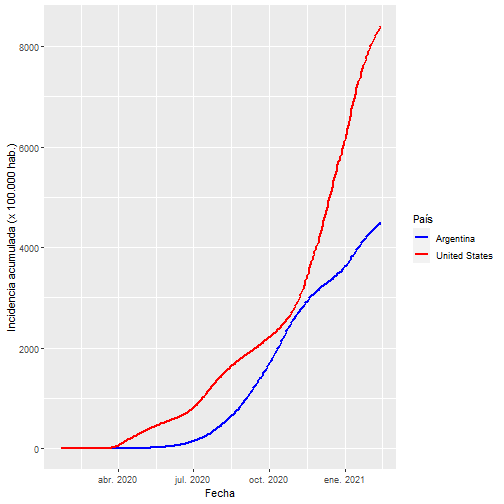 Incidencia acumulada (x 100.000 hab.)
8000
6000
4000
2000
0
abr. 2020 jul. 2020 oct. 2020 ene. 2021
Fecha
País
Argentina
United States